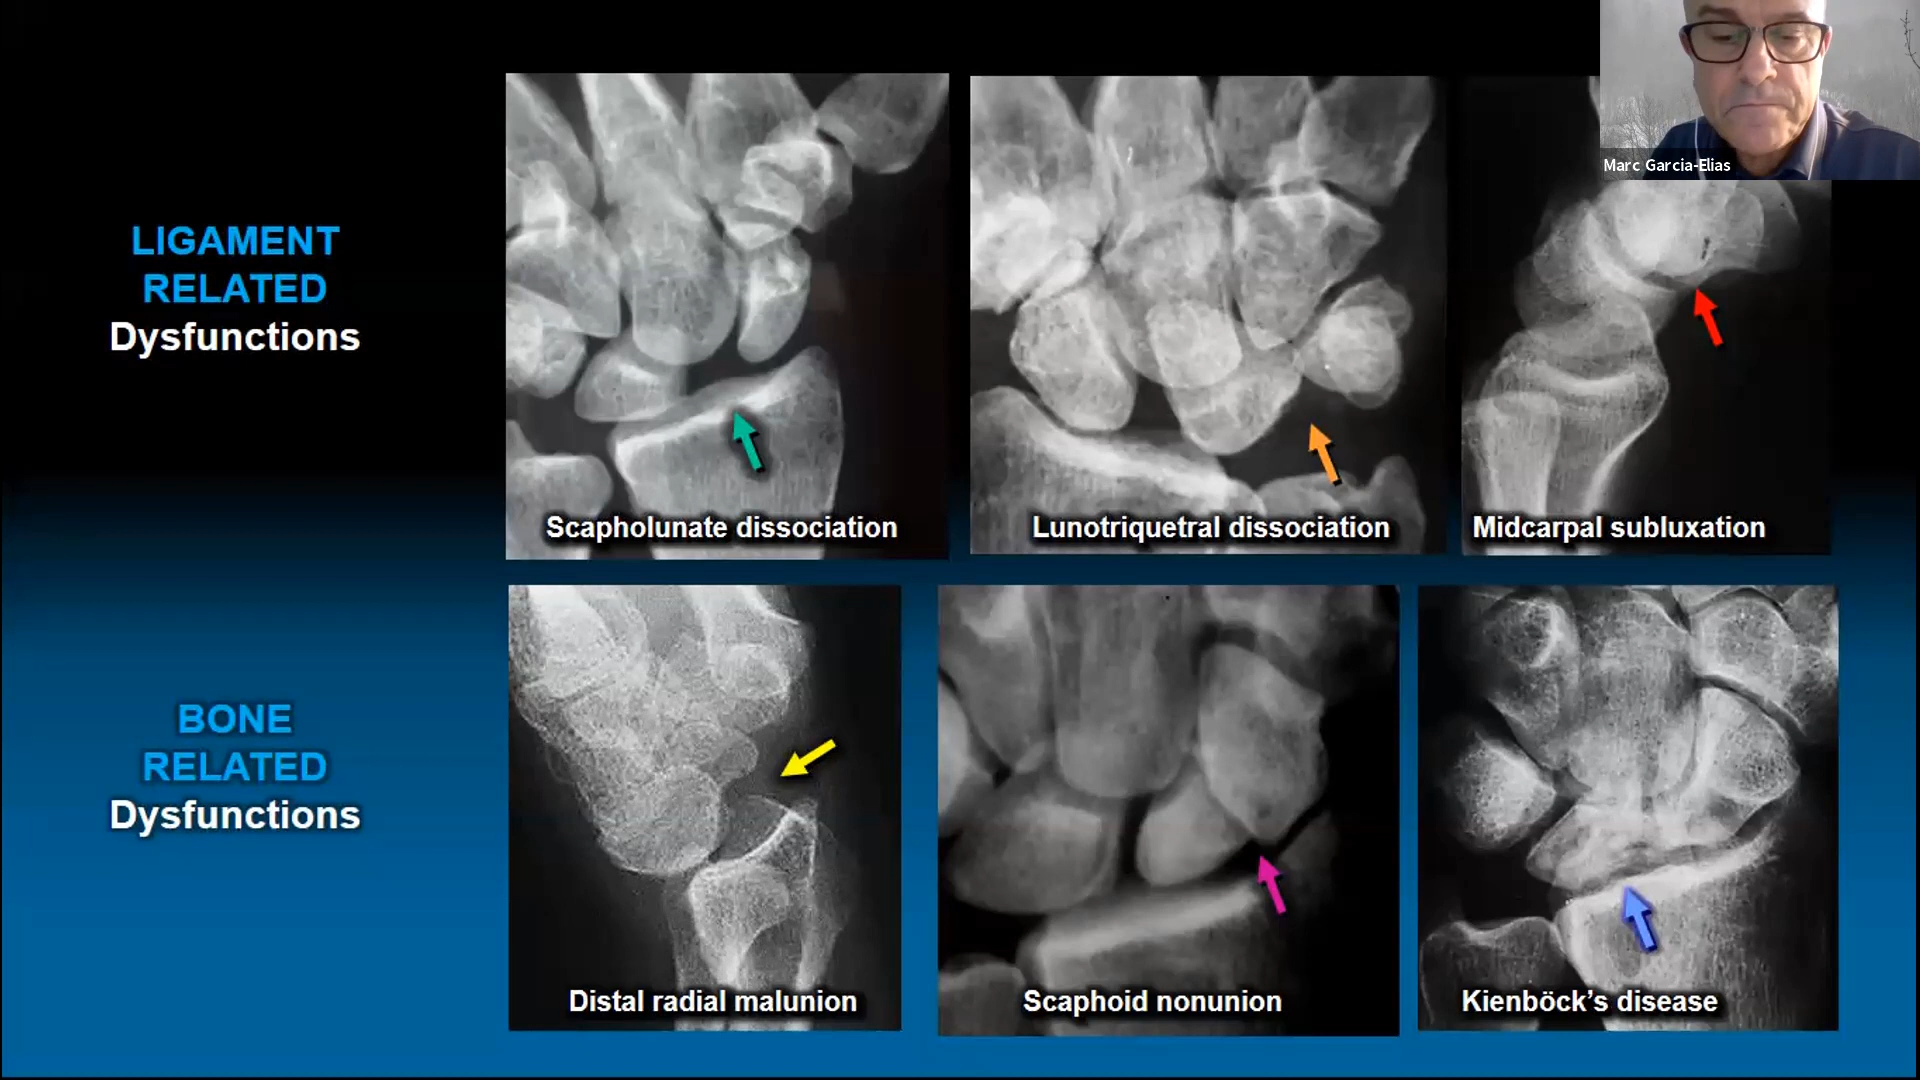 Marc Garcia-Elias
LIGAMENT
RELATED
Dysfunctions
Scapholunate dissociation
Lunotriquetral dissociation
Midcarpal subluxation
BONE
RELATED
Dysfunctions
Distal radial malunion
Scaphoid nonunion
Kienböck’s disease